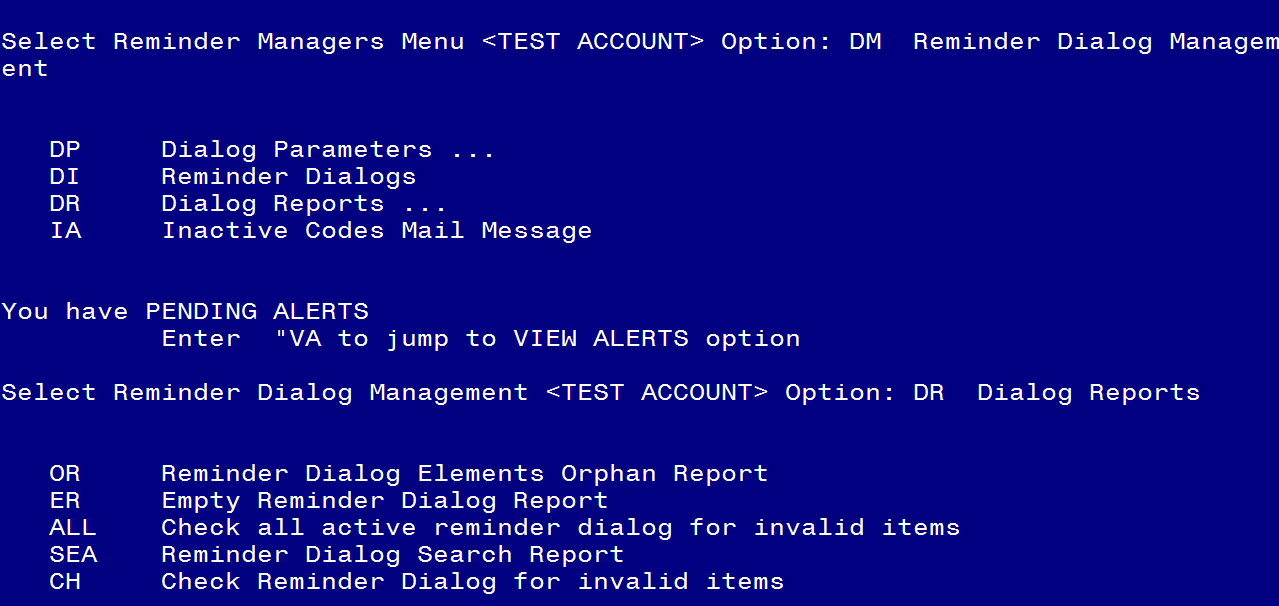 Select Reminder Managers Menu <TEST ACCOUNT> Option: DM  Reminder Dialog Managem
ent
DP     Dialog Parameters ...
DI     Reminder Dialogs
DR     Dialog Reports ...
IA     Inactive Codes Mail Message
You have PENDING ALERTS
Enter  "VA to jump to VIEW ALERTS option
Select Reminder Dialog Management <TEST ACCOUNT> Option: DR  Dialog Reports
OR     Reminder Dialog Elements Orphan Report
ER     Empty Reminder Dialog Report
ALL    Check all active reminder dialog for invalid items
SEA    Reminder Dialog Search Report
CH     Check Reminder Dialog for invalid items